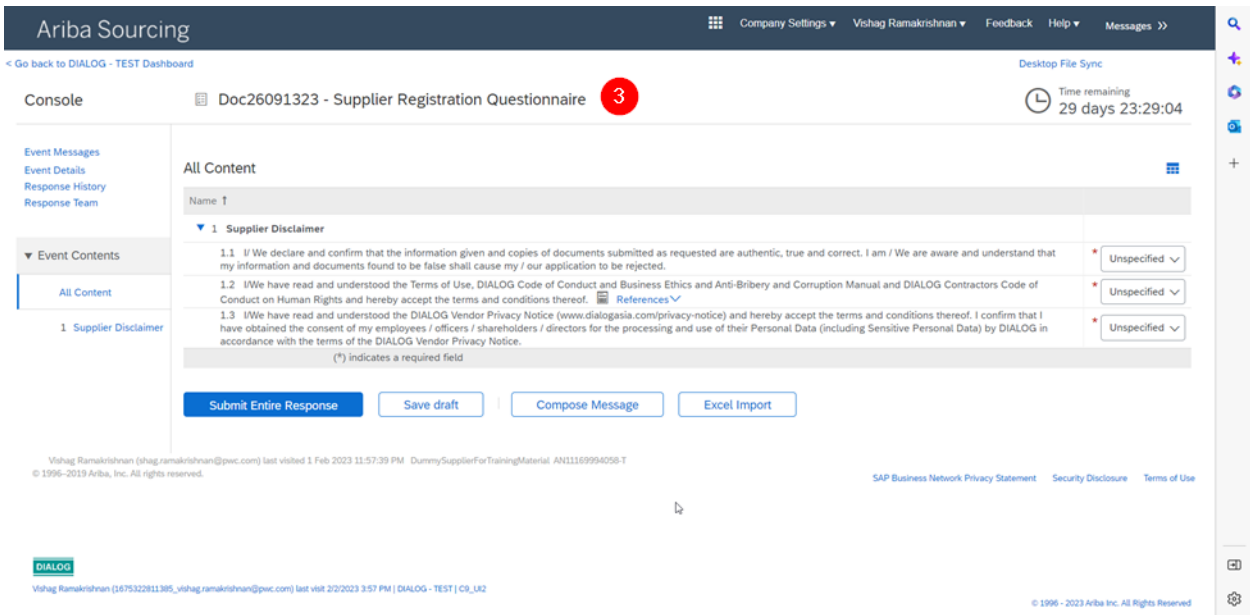 Ariba Sourcing
Company Settings ▾ Vishag Ramakrishnan ▾ Feedback Help ▾ Messages >>
< Go back to DIALOG - TEST Dashboard
Desktop File Sync
Console
Doc26091323 - Supplier Registration Questionnaire
3
Time remaining
29 days 23:29:04
Event Messages
Event Details
Response History
Response Team
▼ Event Contents
All Content
1 Supplier Disclaimer
All Content
Name ↑
▼ 1 Supplier Disclaimer
1.1 I/ We declare and confirm that the information given and copies of documents submitted as requested are authentic, true and correct. I am / We are aware and understand that
my information and documents found to be false shall cause my / our application to be rejected.
* Unspecified
1.2 I/We have read and understood the Terms of Use, DIALOG Code of Conduct and Business Ethics and Anti-Bribery and Corruption Manual and DIALOG Contractors Code of
Conduct on Human Rights and hereby accept the terms and conditions thereof. References
* Unspecified
1.3 I/We have read and understood the DIALOG Vendor Privacy Notice (www.dialogasia.com/privacy-notice) and hereby accept the terms and conditions thereof. I confirm that I
have obtained the consent of my employees / officers / shareholders / directors for the processing and use of their Personal Data (including Sensitive Personal Data) by DIALOG in
accordance with the terms of the DIALOG Vendor Privacy Notice.
* Unspecified
(*) indicates a required field
Submit Entire Response Save draft Compose Message Excel Import
Vishag Ramakrishnan (shag.ramakrishnan@pwc.com) last visited 1 Feb 2023 11:57:39 PM DummySupplierForTrainingMaterial AN11169994058-T
© 1996–2019 Ariba, Inc. All rights reserved.
SAP Business Network Privacy Statement Security Disclosure Terms of Use
DIALOG
Vishag Ramakrishnan (1675322811385_vishag.ramakrishnan@pwc.com) last visit 2/2/2023 3:57 PM | DIALOG - TEST | C9_UI2
© 1996 - 2023 Ariba Inc. All Rights Reserved